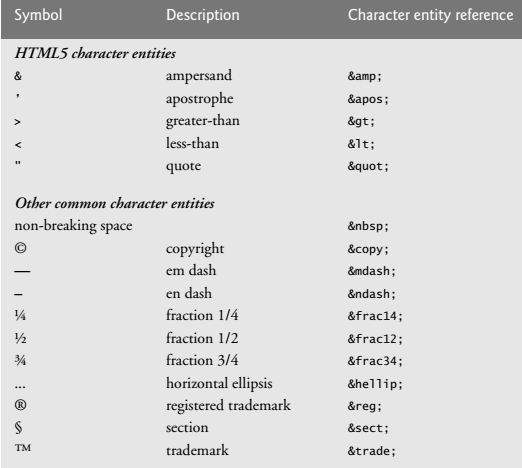 Symbol Description Character entity reference
HTML5 character entities
& ampersand &amp;
' apostrophe &apos;
> greater-than &gt;
< less-than &lt;
" quote &quot;
Other common character entities
non-breaking space &nbsp;
© copyright &copy;
— em dash &mdash;
– en dash &ndash;
¼ fraction 1/4 &frac14;
½ fraction 1/2 &frac12;
¾ fraction 3/4 &frac34;
... horizontal ellipsis &hellip;
® registered trademark &reg;
§ section &sect;
™ trademark &trade;